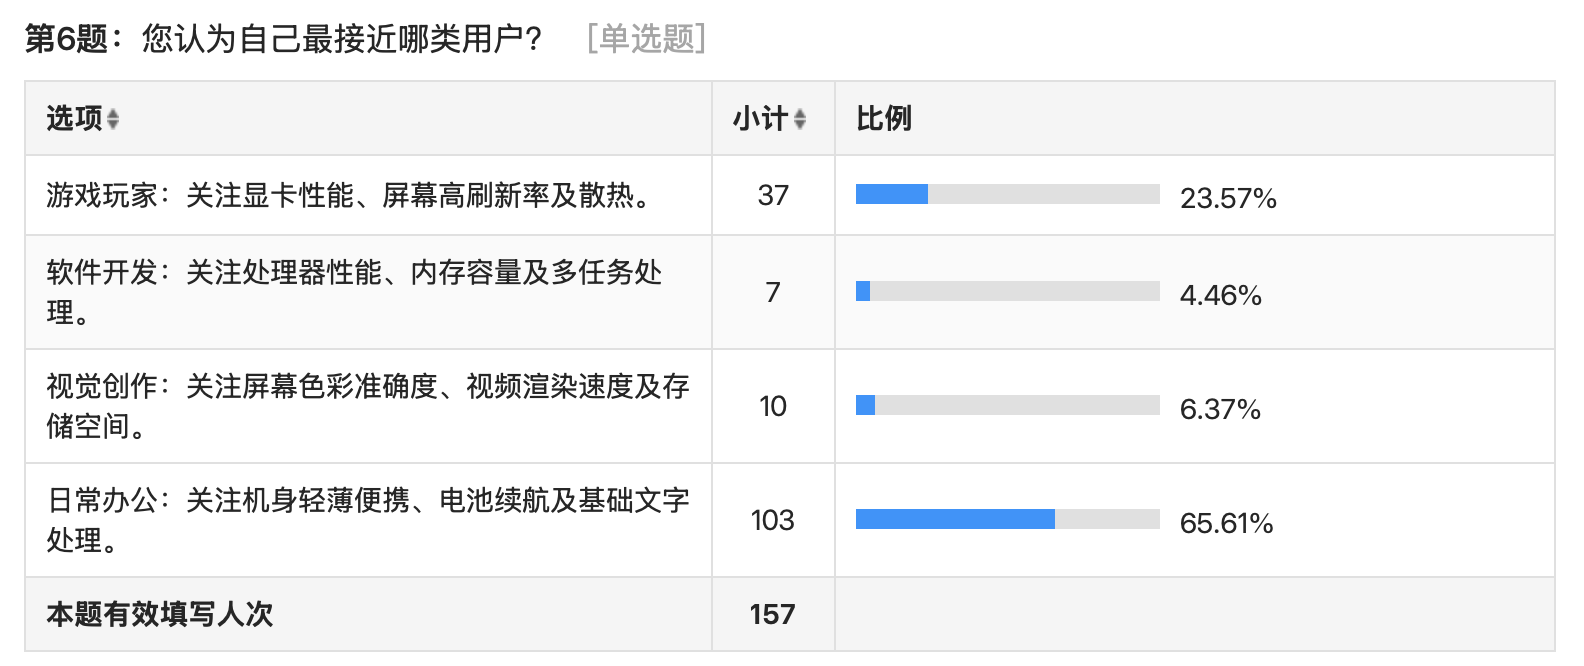 第6题：您认为自己最接近哪类用户？ [单选题]
选项 小计 比例
游戏玩家：关注显卡性能、屏幕高刷新率及散热。 37 23.57%
软件开发：关注处理器性能、内存容量及多任务处
理。 7 4.46%
视觉创作：关注屏幕色彩准确度、视频渲染速度及存
储空间。 10 6.37%
日常办公：关注机身轻薄便携、电池续航及基础文字
处理。 103 65.61%
本题有效填写人次 157